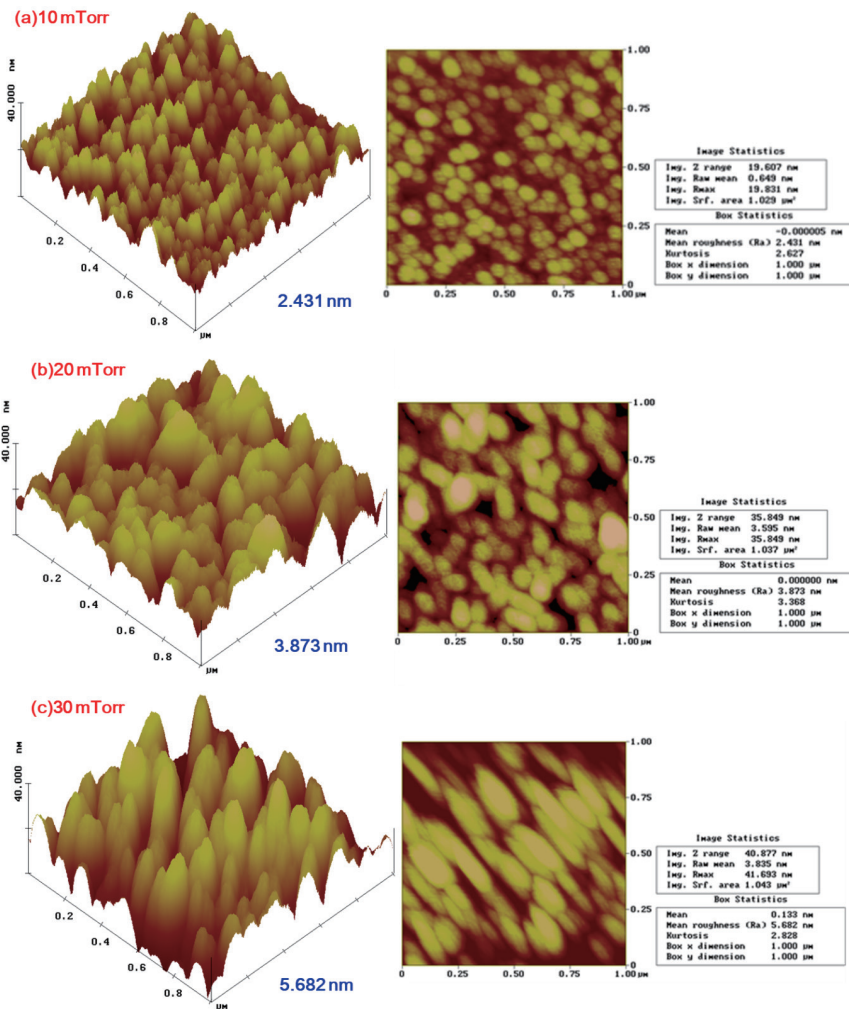 (a)10 mTorr
40.000 nm
0.2
0.4
0.6
0.8
μM
2.431 nm
1.00
0.75
0.50
0.25
0
0
0.25
0.50
0.75
1.00 μm
Image Statistics
Img. Z range 19.607 nm
Img. Raw mean 0.649 nm
Img. Rmax 19.831 nm
Img. Srf. area 1.029 μm²
Box Statistics
Mean -0.000005 nm
Mean roughness (Ra) 2.431 nm
Kurtosis 2.627
Box x dimension 1.000 μm
Box y dimension 1.000 μm
(b)20 mTorr
40.000 nm
0.2
0.4
0.6
0.8
μM
3.873 nm
1.00
0.75
0.50
0.25
0
0
0.25
0.50
0.75
1.00 μm
Image Statistics
Img. Z range 35.849 nm
Img. Raw mean 3.595 nm
Img. Rmax 35.849 nm
Img. Srf. area 1.037 μm²
Box Statistics
Mean 0.000000 nm
Mean roughness (Ra) 3.873 nm
Kurtosis 3.368
Box x dimension 1.000 μm
Box y dimension 1.000 μm
(c)30 mTorr
40.000 nm
0.2
0.4
0.6
0.8
μM
5.682 nm
1.00
0.75
0.50
0.25
0
0
0.25
0.50
0.75
1.00 μm
Image Statistics
Img. Z range 40.877 nm
Img. Raw mean 3.835 nm
Img. Rmax 41.693 nm
Img. Srf. area 1.043 μm²
Box Statistics
Mean 0.133 nm
Mean roughness (Ra) 5.682 nm
Kurtosis 2.828
Box x dimension 1.000 μm
Box y dimension 1.000 μm